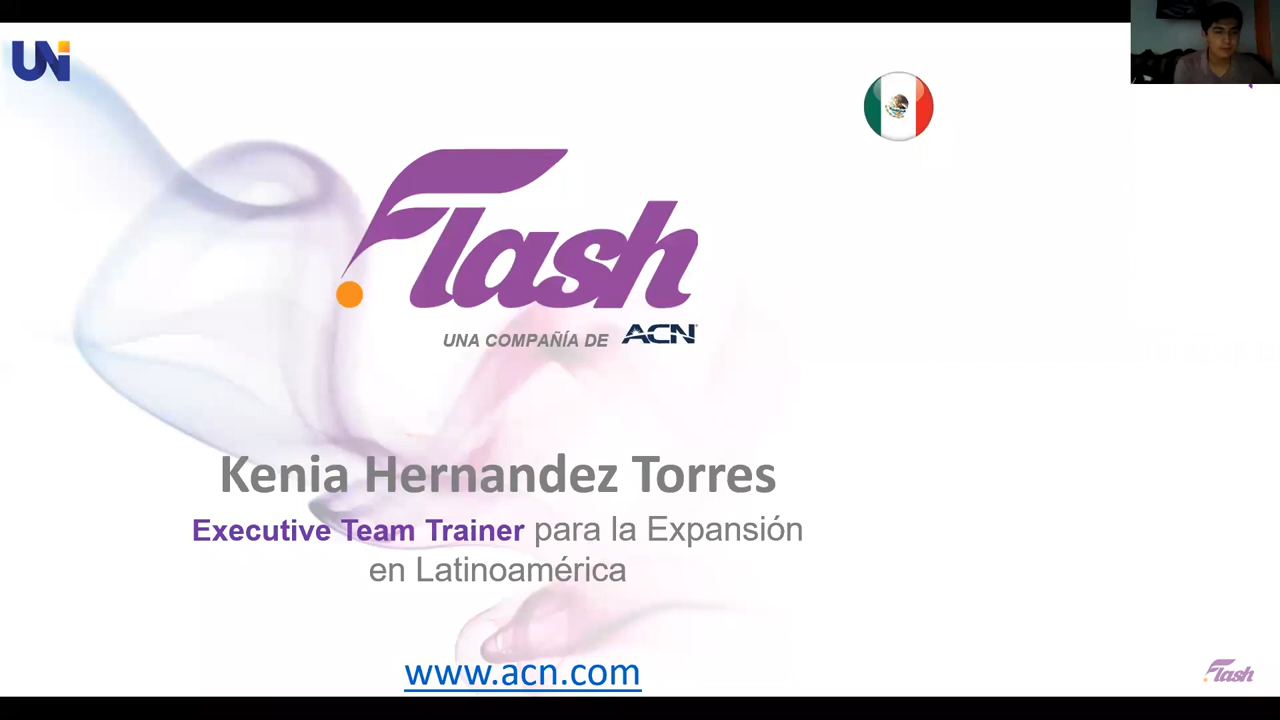 UNi
Flash
UNA COMPAÑÍA DE ACN
Kenia Hernandez Torres
Executive Team Trainer para la Expansión
en Latinoamérica
www.acn.com
Flash